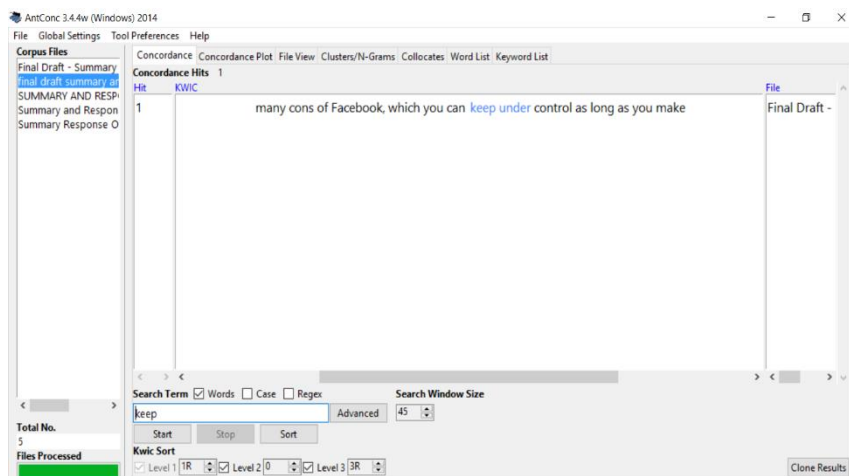 AntConc 3.4.4w (Windows) 2014
File Global Settings Tool Preferences Help
Corpus Files
Final Draft - Summary
final draft summary an
SUMMARY AND RESP
Summary and Respon
Summary Response O
Total No.
5
Files Processed
Concordance Concordance Plot File View Clusters/N-Grams Collocates Word List Keyword List
Concordance Hits 1
Hit KWIC File
1 many cons of Facebook, which you can keep under control as long as you make Final Draft -
Search Term Words Case Regex Search Window Size
keep Advanced 45
Start Stop Sort
Kwic Sort
Level 1 1R Level 2 0 Level 3 3R Clone Results